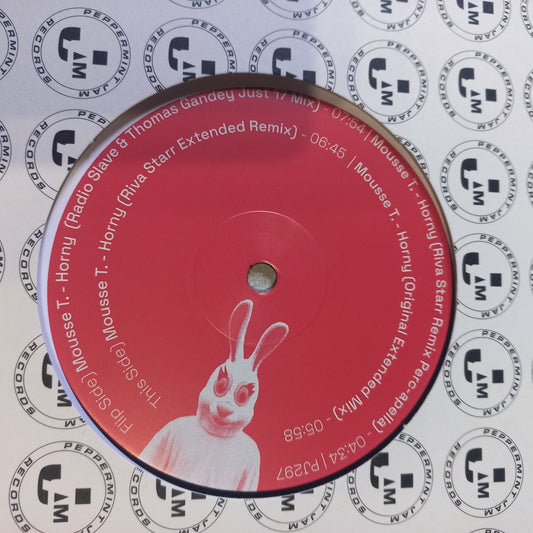 Flip Side) Mousse T. - Horny (Radio Slave & Thomas Gandey Just 17 Mix) - 07:54 | Mousse T. - Horny (Riva Starr Remix Perc-apella) - 04:34 | PJ297
This Side) Mousse T. - Horny (Riva Starr Extended Remix) - 06:45 | Mousse T. - Horny (Original Extended Mix) - 05:58
PEPPERMINT JAM RECORDS
JAM